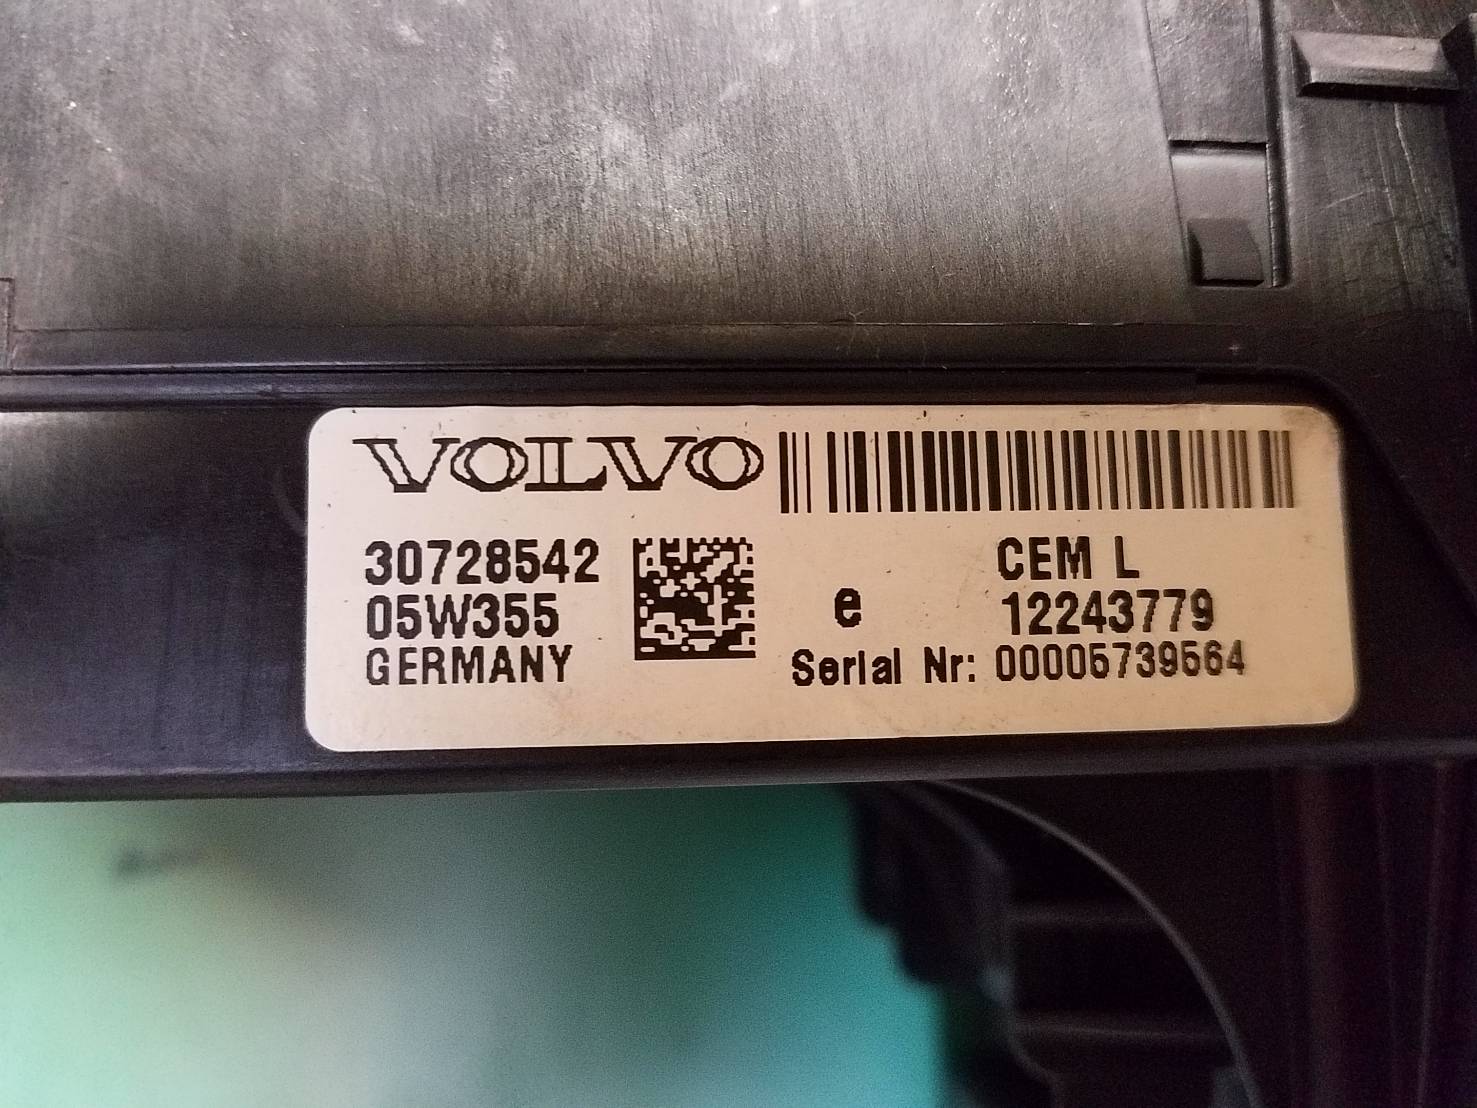 VOLVO
30728542
05W355
GERMANY
e
CEM L
12243779
Serial Nr: 00005739564